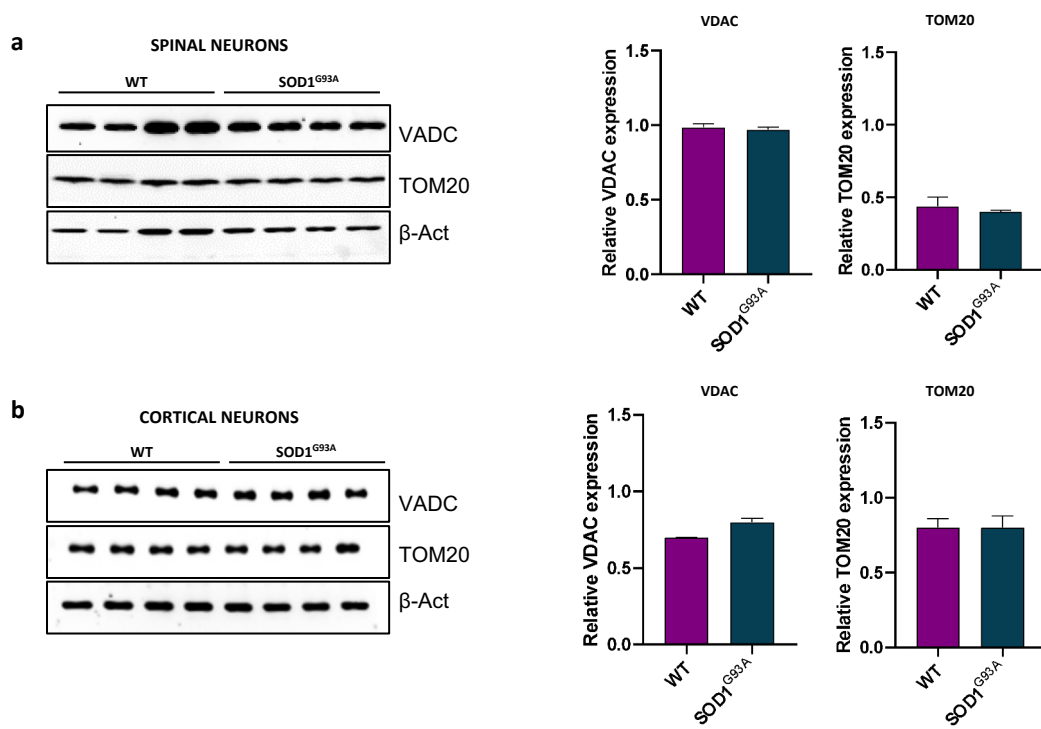 a
SPINAL NEURONS
WT
SOD1G93A
VADC
TOM20
β-Act
VDAC
Relative VDAC expression
1.5
1.0
0.5
0.0
WT
SOD1G93A
TOM20
Relative TOM20 expression
1.5
1.0
0.5
0.0
WT
SOD1G93A
b
CORTICAL NEURONS
WT
SOD1G93A
VADC
TOM20
β-Act
VDAC
Relative VDAC expression
1.5
1.0
0.5
0.0
WT
SOD1G93A
TOM20
Relative TOM20 expression
1.5
1.0
0.5
0.0
WT
SOD1G93A